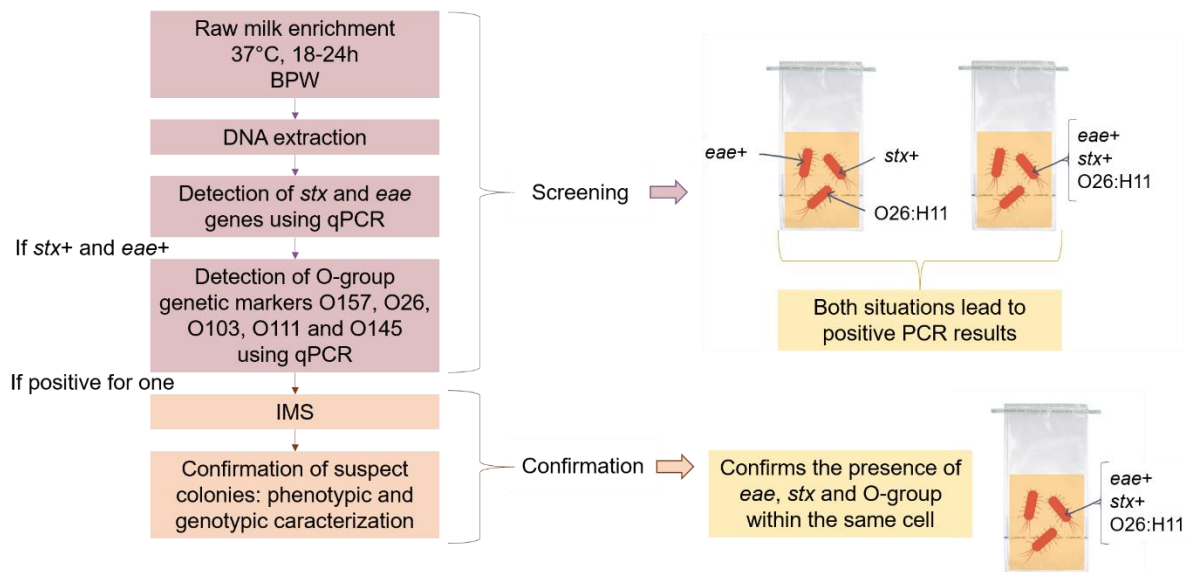 Raw milk enrichment
37°C, 18-24h
BPW
DNA extraction
Detection of stx and eae
genes using qPCR
If stx+ and eae+
Detection of O-group
genetic markers O157, O26,
O103, O111 and O145
using qPCR
If positive for one
IMS
Confirmation of suspect
colonies: phenotypic and
genotypic caracterization
Screening
eae+
stx+
O26:H11
eae+
stx+
O26:H11
Both situations lead to
positive PCR results
Confirmation
Confirms the presence of
eae, stx and O-group
within the same cell
eae+
stx+
O26:H11